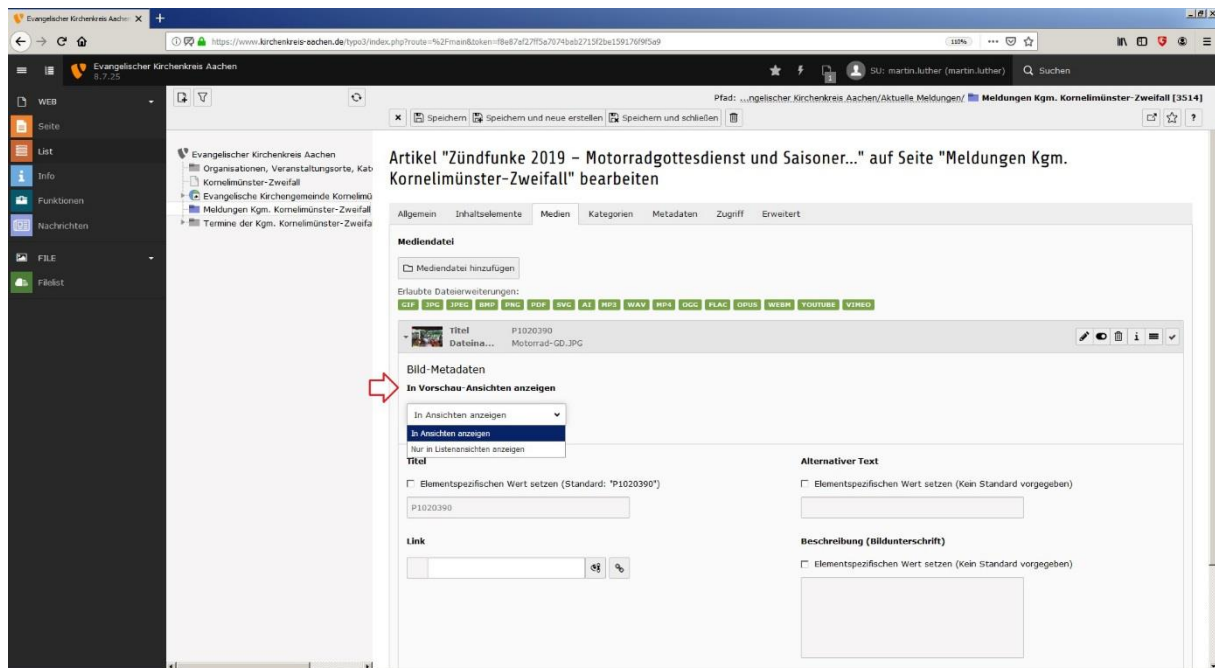 Evangelischer Kirchenkreis Aachen
https://www.kirchenkreis-aachen.de/typo3/index.php?route=%2Fmain&token=f8e87af27ff5a7074bab2715f2be159176f9f5a9
110%
Evangelischer Kirchenkreis Aachen
8.7.25
1
SU: martin.luther (martin.luther)
Suchen
WEB
Seite
List
Info
Funktionen
Nachrichten
FILE
Filelist
Evangelischer Kirchenkreis Aachen
Organisationen, Veranstaltungsorte, Kat
Kornelimünster-Zweifall
Evangelische Kirchengemeinde Kornelimü
Meldungen Kgm. Kornelimünster-Zweifall
Termine der Kgm. Kornelimünster-Zweifa
Pfad: ...ngelischer Kirchenkreis Aachen/Aktuelle Meldungen/ Meldungen Kgm. Kornelimünster-Zweifall [3514]
Speichern Speichern und neue erstellen Speichern und schließen
Artikel "Zündfunke 2019 – Motorradgottesdienst und Saisoner..." auf Seite "Meldungen Kgm.
Kornelimünster-Zweifall" bearbeiten
Allgemein Inhaltselemente Medien Kategorien Metadaten Zugriff Erweitert
Mediendatei
Mediendatei hinzufügen
Erlaubte Dateierweiterungen:
GIF JPG JPEG BMP PNG PDF SVG AI MP3 WAV MP4 OGG FLAC OPUS WEBM YOUTUBE VIMEO
Titel P1020390
Dateina... Motorrad-GD.JPG
Bild-Metadaten
In Vorschau-Ansichten anzeigen
In Ansichten anzeigen
In Ansichten anzeigen
Nur in Listenansichten anzeigen
Titel
Elementspezifischen Wert setzen (Standard: "P1020390")
P1020390
Alternativer Text
Elementspezifischen Wert setzen (Kein Standard vorgegeben)
Link
Beschreibung (Bildunterschrift)
Elementspezifischen Wert setzen (Kein Standard vorgegeben)